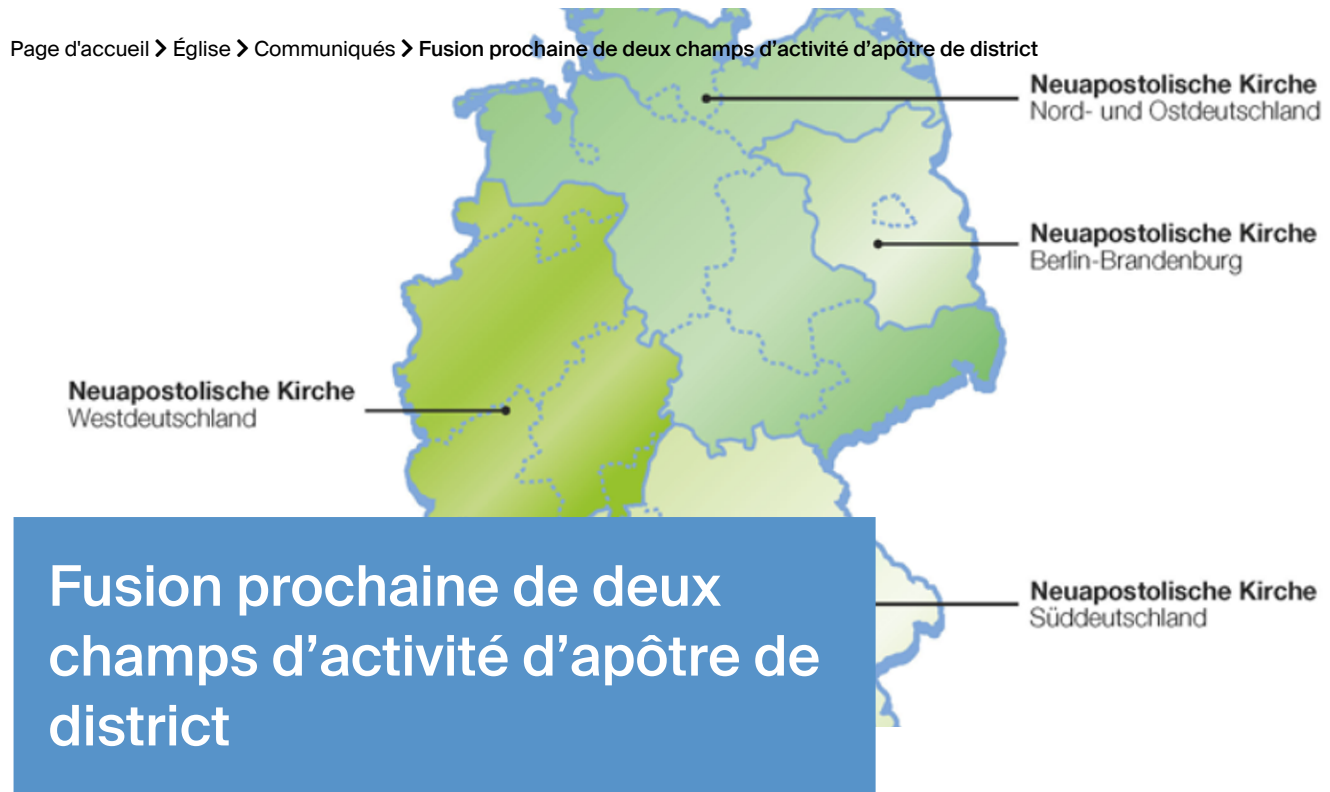 Page d'accueil > Église > Communiqués > Fusion prochaine de deux champs d’activité d’apôtre de district
Neuapostolische Kirche
Nord- und Ostdeutschland
Neuapostolische Kirche
Berlin-Brandenburg
Neuapostolische Kirche
Westdeutschland
Neuapostolische Kirche
Süddeutschland
Fusion prochaine de deux
champs d’activité d’apôtre de
district